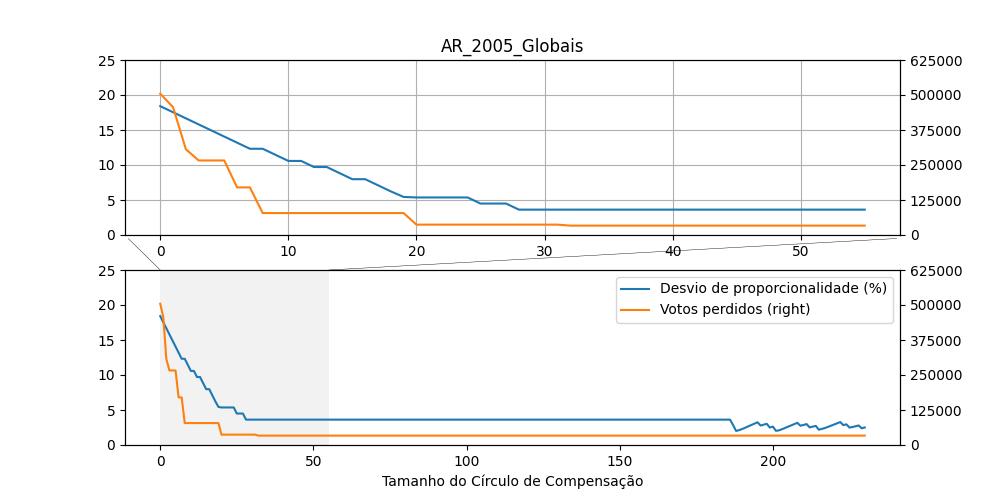 AR_2005_Globais
25 625000
20 500000
15 375000
10 250000
5 125000
0 0
0 10 20 30 40 50
25 625000
20 500000
15 375000
10 250000
5 125000
0 0
Desvio de proporcionalidade (%)
Votos perdidos (right)
0 50 100 150 200
Tamanho do Círculo de Compensação